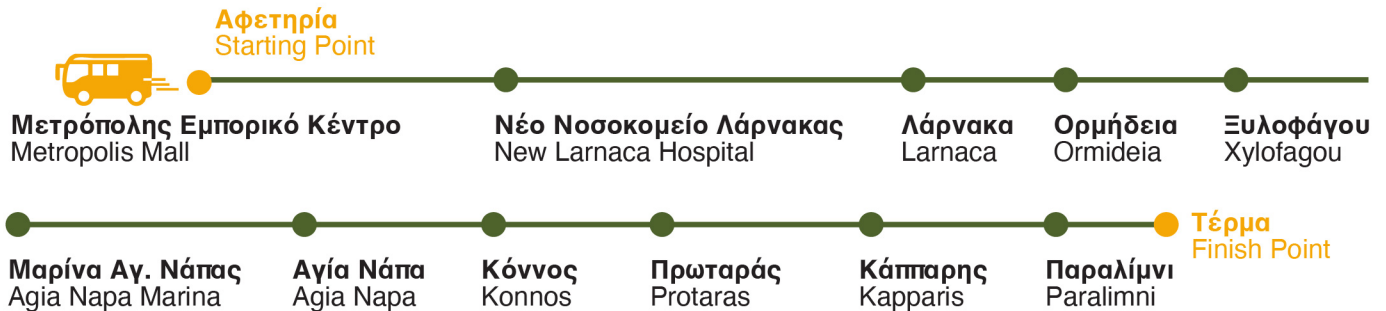 Αφετηρία
Starting Point
Μετρόπολης Εμπορικό Κέντρο
Metropolis Mall
Νέο Νοσοκομείο Λάρνακας
New Larnaca Hospital
Λάρνακα
Larnaca
Ορμήδεια
Ormideia
Ξυλοφάγου
Xylofagou
Μαρίνα Αγ. Νάπας
Agia Napa Marina
Αγία Νάπα
Agia Napa
Κόννος
Konnos
Πρωταράς
Protaras
Κάππαρης
Kapparis
Παραλίμνι
Paralimni
Τέρμα
Finish Point